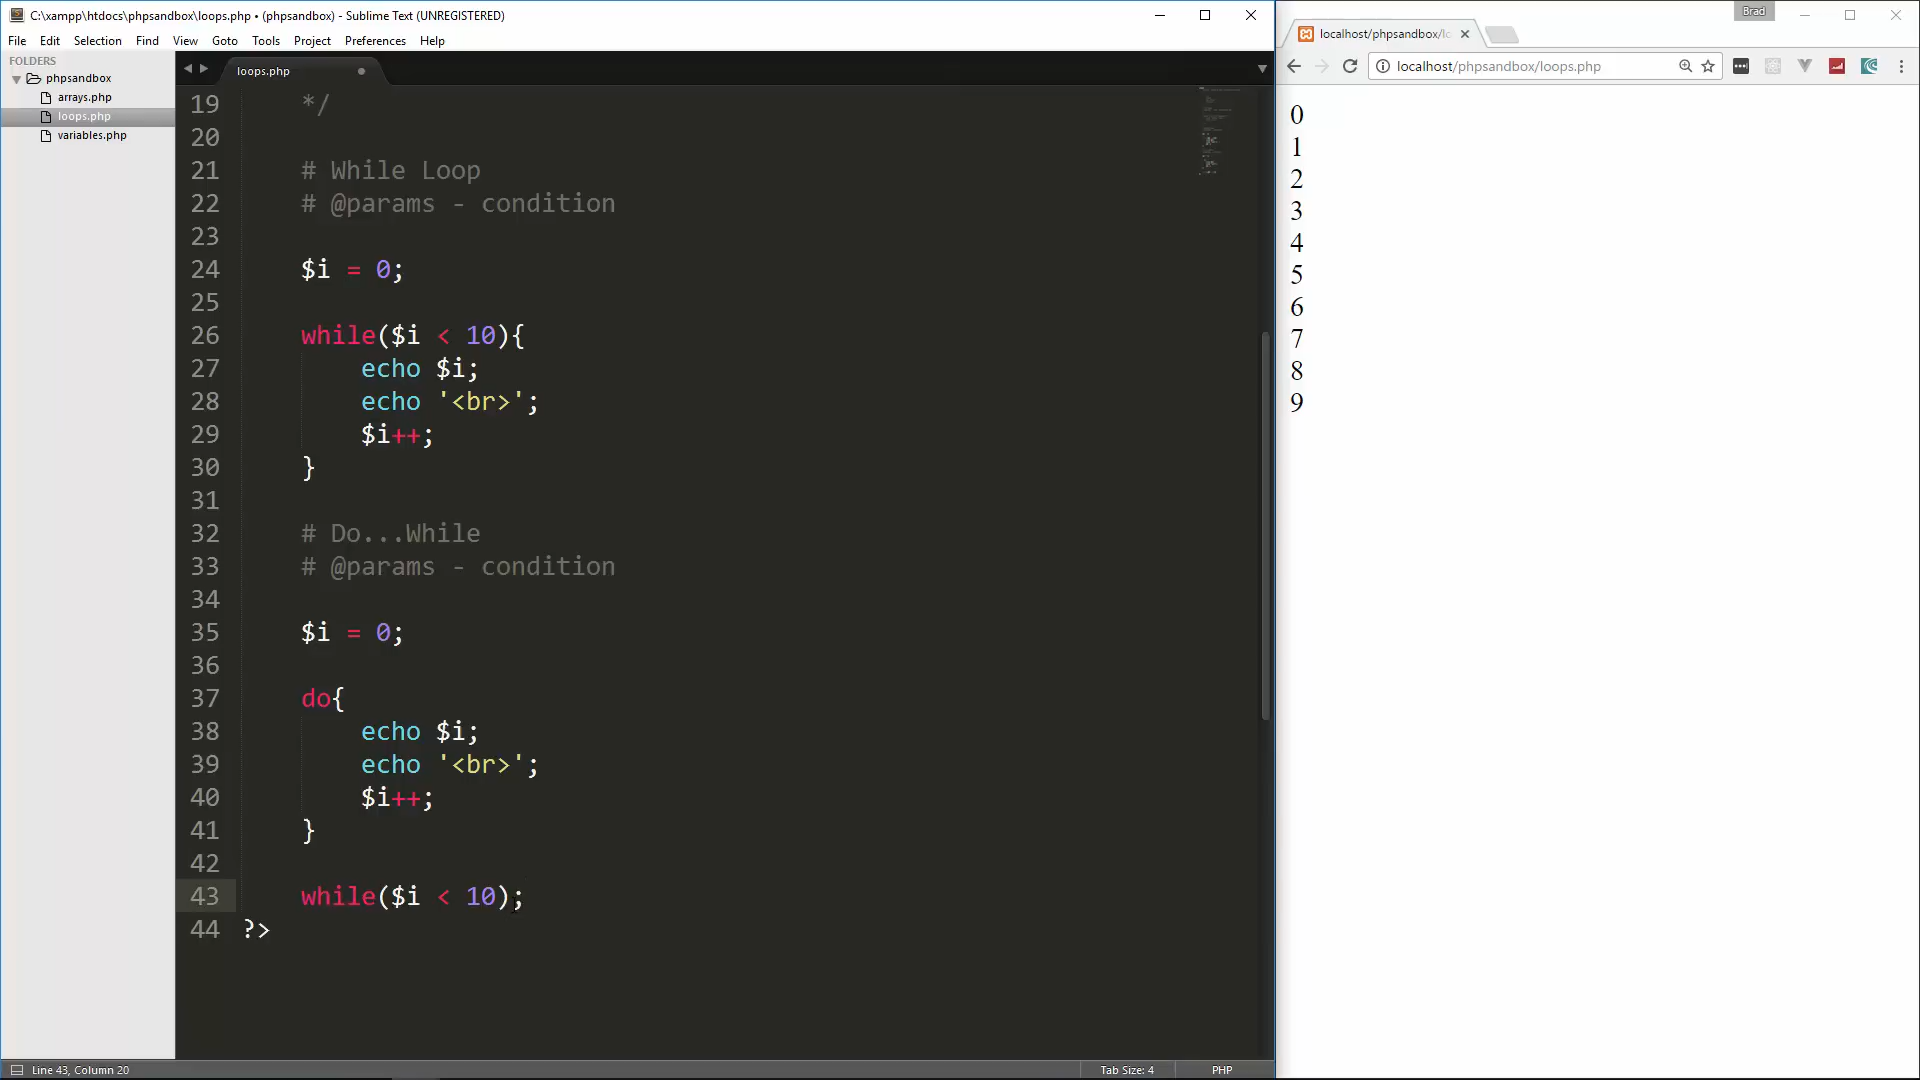 C:\xampp\htdocs\phpsandbox\loops.php • (phpsandbox) - Sublime Text (UNREGISTERED)
File Edit Selection Find View Goto Tools Project Preferences Help
FOLDERS
phpsandbox
arrays.php
loops.php
variables.php
loops.php
19 */
20
21 # While Loop
22 # @params - condition
23
24 $i = 0;
25
26 while($i < 10){
27 echo $i;
28 echo '<br>';
29 $i++;
30 }
31
32 # Do...While
33 # @params - condition
34
35 $i = 0;
36
37 do{
38 echo $i;
39 echo '<br>';
40 $i++;
41 }
42
43 while($i < 10);
44 ?>
Line 43, Column 20
Tab Size: 4
PHP
Brad
localhost/phpsandbox/lo
localhost/phpsandbox/loops.php
0
1
2
3
4
5
6
7
8
9